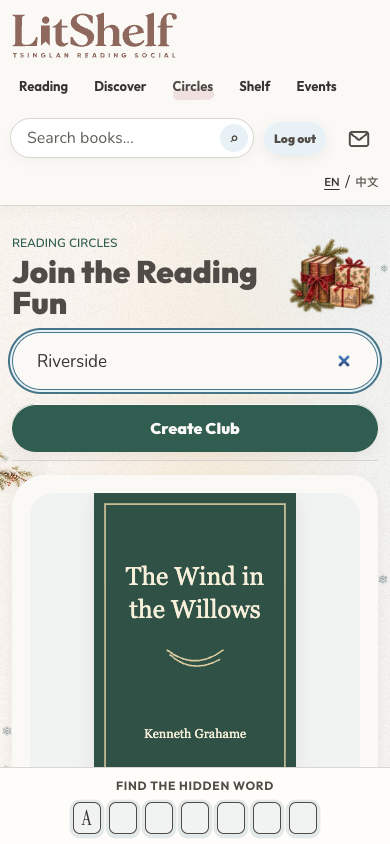 LitShelf
TSINGLAN READING SOCIAL
Reading Discover Circles Shelf Events
Search books... Log out
EN / 中文
READING CIRCLES
Join the Reading
Fun
Riverside
Create Club
The Wind in
the Willows
Kenneth Grahame
FIND THE HIDDEN WORD
A